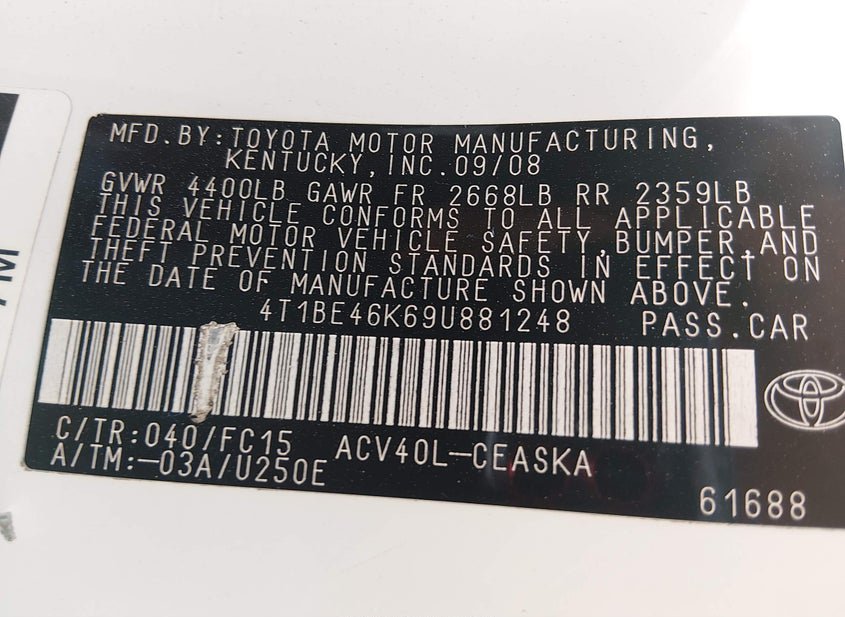 MFD.BY:TOYOTA MOTOR MANUFACTURING,
KENTUCKY,INC.09/08
GVWR 4400LB GAWR FR 2668LB RR 2359LB
THIS VEHICLE CONFORMS TO ALL APPLICABLE
FEDERAL MOTOR VEHICLE SAFETY,BUMPER,AND
THEFT PREVENTION STANDARDS IN EFFECT ON
THE DATE OF MANUFACTURE SHOWN ABOVE.
4T1BE46K69U881248 PASS.CAR
C/TR:040/FC15 ACV40L-CEASKA
A/TM:-03A/U250E
61688